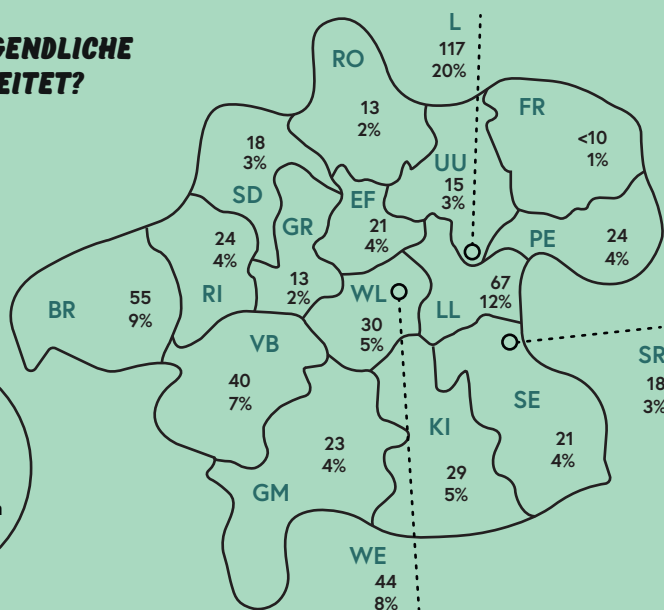 GENDLICHE
EITET?
L
117
20%
RO
13
2%
FR
<10
1%
18
3%
SD
UU
15
3%
EF
21
4%
GR
13
2%
24
4%
RI
PE
24
4%
BR
55
9%
WL
30
5%
67
12%
LL
VB
40
7%
SR
18
3%
SE
21
4%
KI
29
5%
23
4%
GM
WE
44
8%